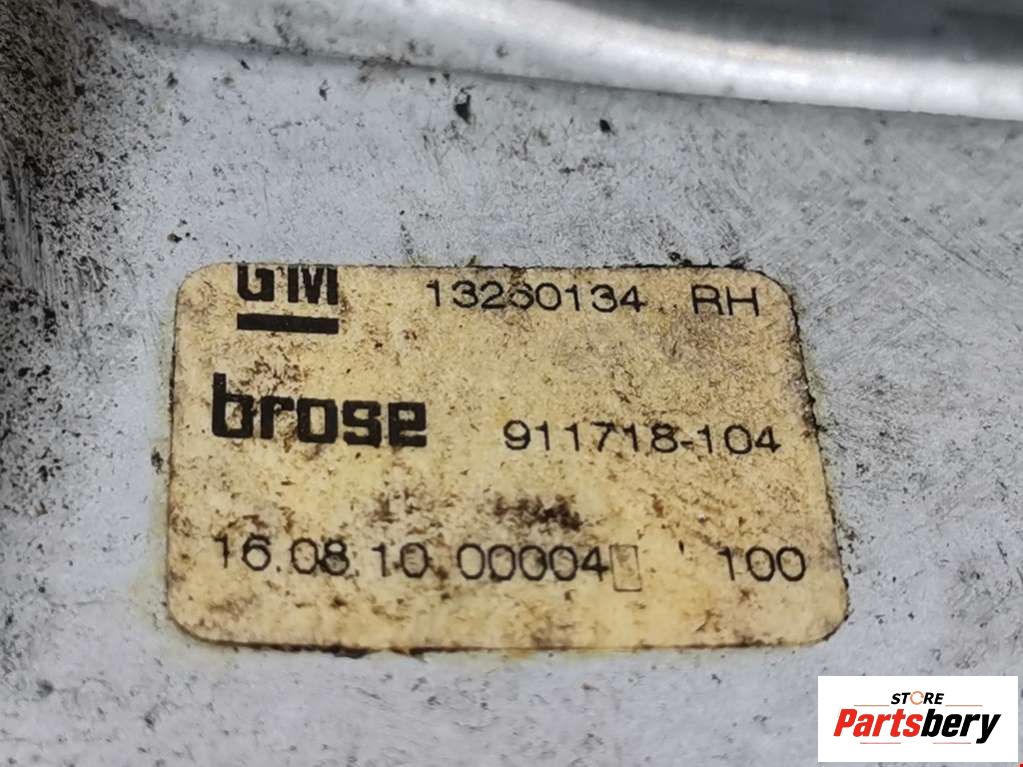 GM 13260134 RH
brose 911718-104
16.08.10 00004 100
STORE
Partsbery